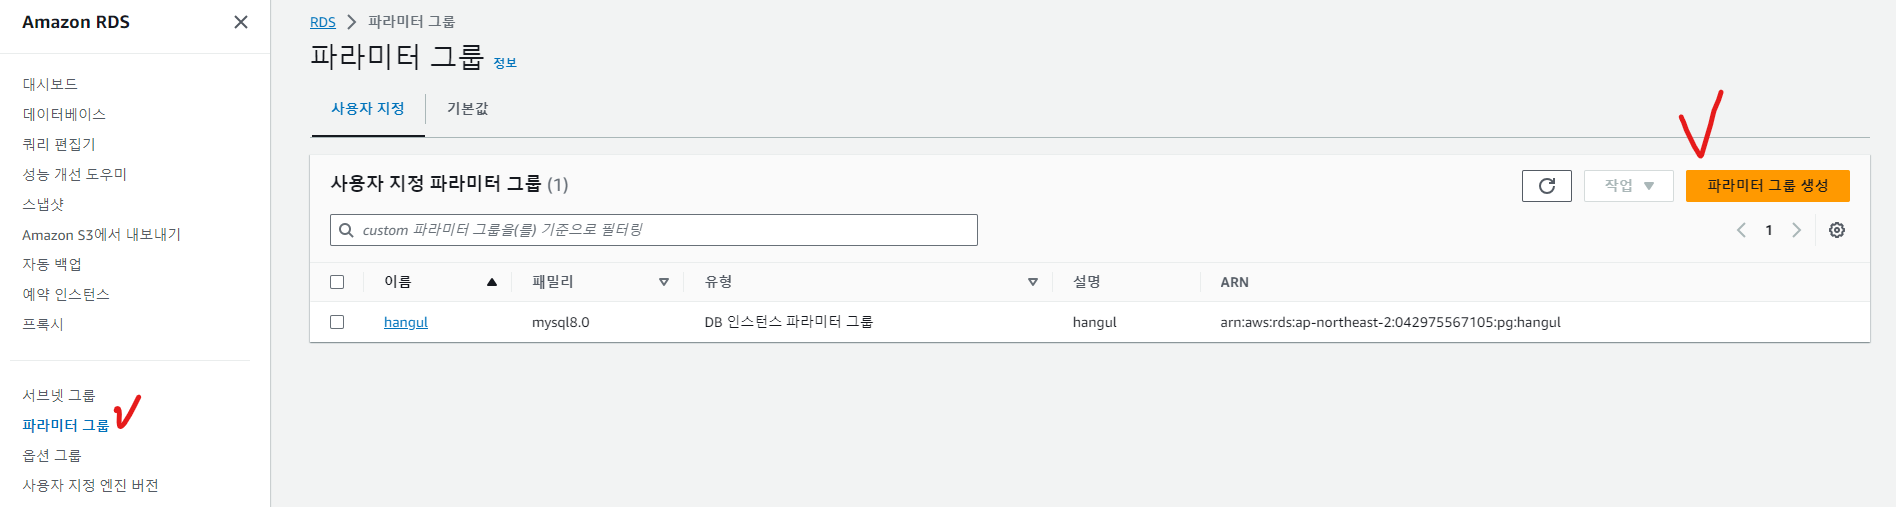 Amazon RDS
대시보드
데이터베이스
쿼리 편집기
성능 개선 도우미
스냅샷
Amazon S3에서 내보내기
자동 백업
예약 인스턴스
프록시
서브넷 그룹
파라미터 그룹
옵션 그룹
사용자 지정 엔진 버전
RDS 파라미터 그룹
파라미터 그룹 정보
사용자 지정 기본값
사용자 지정 파라미터 그룹 (1)
작업 파라미터 그룹 생성
custom 파라미터 그룹을(를) 기준으로 필터링
1
이름 패밀리 유형 설명 ARN
hangul mysql8.0 DB 인스턴스 파라미터 그룹 hangul arn:aws:rds:ap-northeast-2:042975567105:pg:hangul